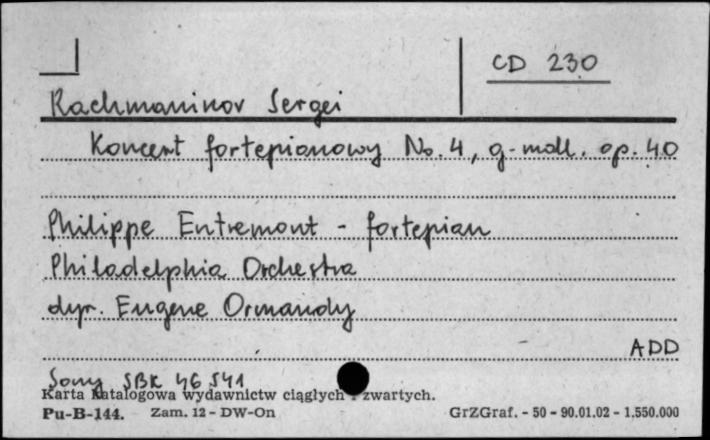 CD 230
Rachmaninov Sergei
Koncert fortepianowy No. 4, g-moll. op. 40
Philippe Entremont - fortepian
Philadelphia Orchestra
dyr. Eugene Ormandy
ADD
Sony SBK 46 541
Karta katalogowa wydawnictw ciągłych i zwartych.
Pu-B-144. Zam. 12 - DW-On GrZGraf. - 50 - 90.01.02 - 1,550.000